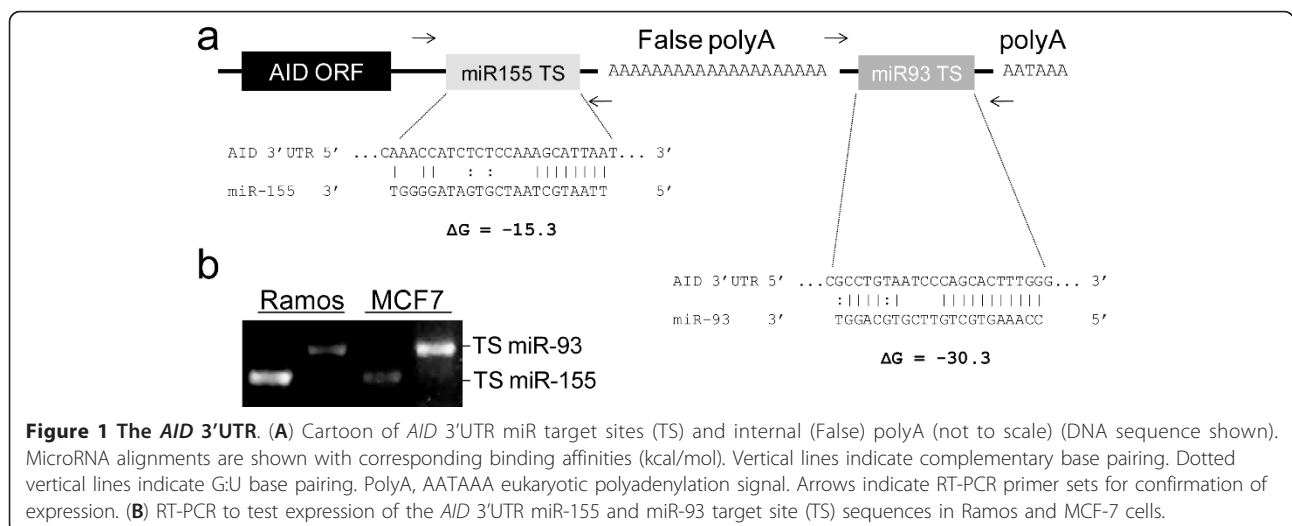 a
False polyA
polyA
AID ORF
miR155 TS
AAAAAAAAAAAAAAAAAAAA
miR93 TS
AATAAA
AID 3'UTR 5' ...CAAACCATCTCTCCAAAGCATTAAT... 3'
miR-155 3' TGGGGATAGTGCTAATCGTAATT 5'
ΔG = -15.3
AID 3'UTR 5' ...CGCCTGTAATCCCAGCACTTTGGG... 3'
miR-93 3' TGGACGTGCTTGTCGTGAAACC 5'
ΔG = -30.3
b
Ramos MCF7
TS miR-93
TS miR-155
Figure 1 The AID 3'UTR. (A) Cartoon of AID 3'UTR miR target sites (TS) and internal (False) polyA (not to scale) (DNA sequence shown).
MicroRNA alignments are shown with corresponding binding affinities (kcal/mol). Vertical lines indicate complementary base pairing. Dotted
vertical lines indicate G:U base pairing. PolyA, AATAAA eukaryotic polyadenylation signal. Arrows indicate RT-PCR primer sets for confirmation of
expression. (B) RT-PCR to test expression of the AID 3'UTR miR-155 and miR-93 target site (TS) sequences in Ramos and MCF-7 cells.